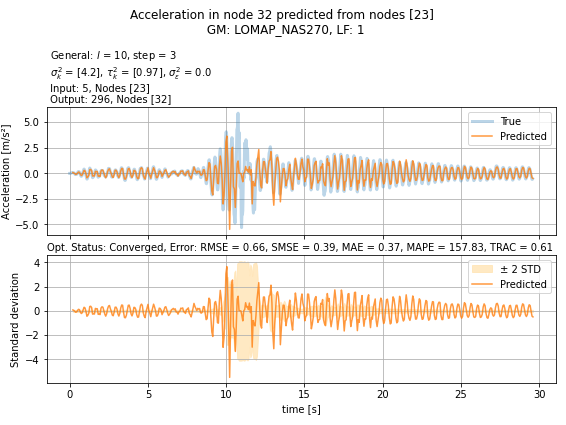 Acceleration in node 32 predicted from nodes [23]
GM: LOMAP_NAS270, LF: 1
General: l = 10, step = 3
σ²ₖ = [4.2], τ²ₖ = [0.97], σ²ε = 0.0
Input: 5, Nodes [23]
Output: 296, Nodes [32]
Acceleration [m/s²]
5.0
2.5
0.0
−2.5
−5.0
True
Predicted
Opt. Status: Converged, Error: RMSE = 0.66, SMSE = 0.39, MAE = 0.37, MAPE = 157.83, TRAC = 0.61
Standard deviation
4
2
0
−2
−4
± 2 STD
Predicted
0
5
10
15
20
25
30
time [s]